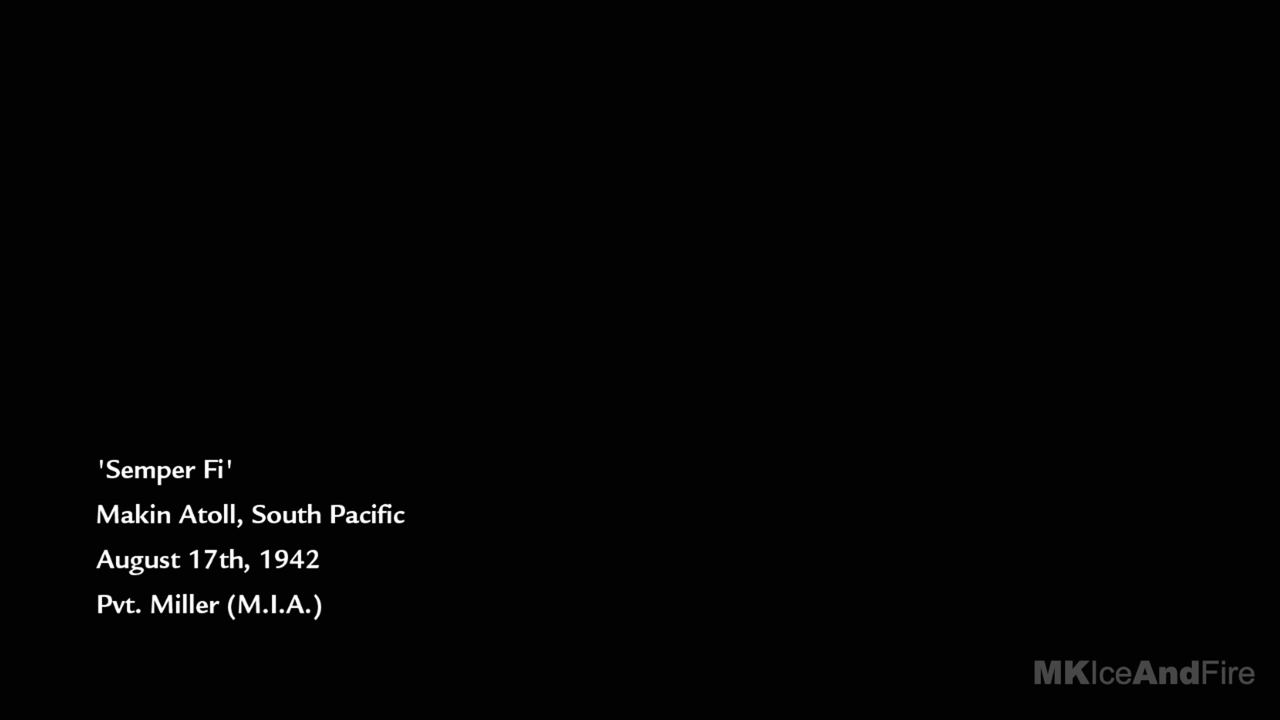 'Semper Fi'
Makin Atoll, South Pacific
August 17th, 1942
Pvt. Miller (M.I.A.)
MKIceAndFire